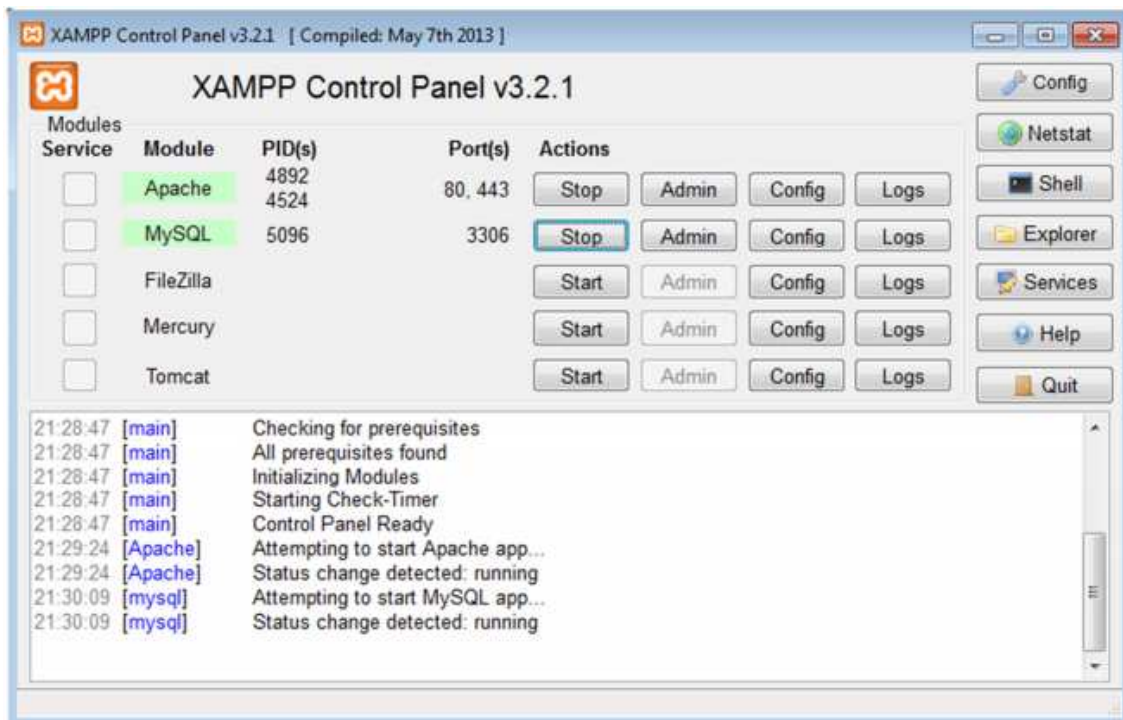 XAMPP Control Panel v3.2.1 [ Compiled: May 7th 2013 ]
XAMPP Control Panel v3.2.1
Config
Modules
Netstat
Service Module PID(s) Port(s) Actions
Apache 4892 4524 80, 443 Stop Admin Config Logs
Shell
MySQL 5096 3306 Stop Admin Config Logs
Explorer
FileZilla Start Admin Config Logs
Services
Mercury Start Admin Config Logs
Help
Tomcat Start Admin Config Logs
Quit
21:28:47 [main] Checking for prerequisites
21:28:47 [main] All prerequisites found
21:28:47 [main] Initializing Modules
21:28:47 [main] Starting Check-Timer
21:28:47 [main] Control Panel Ready
21:29:24 [Apache] Attempting to start Apache app...
21:29:24 [Apache] Status change detected: running
21:30:09 [mysql] Attempting to start MySQL app...
21:30:09 [mysql] Status change detected: running